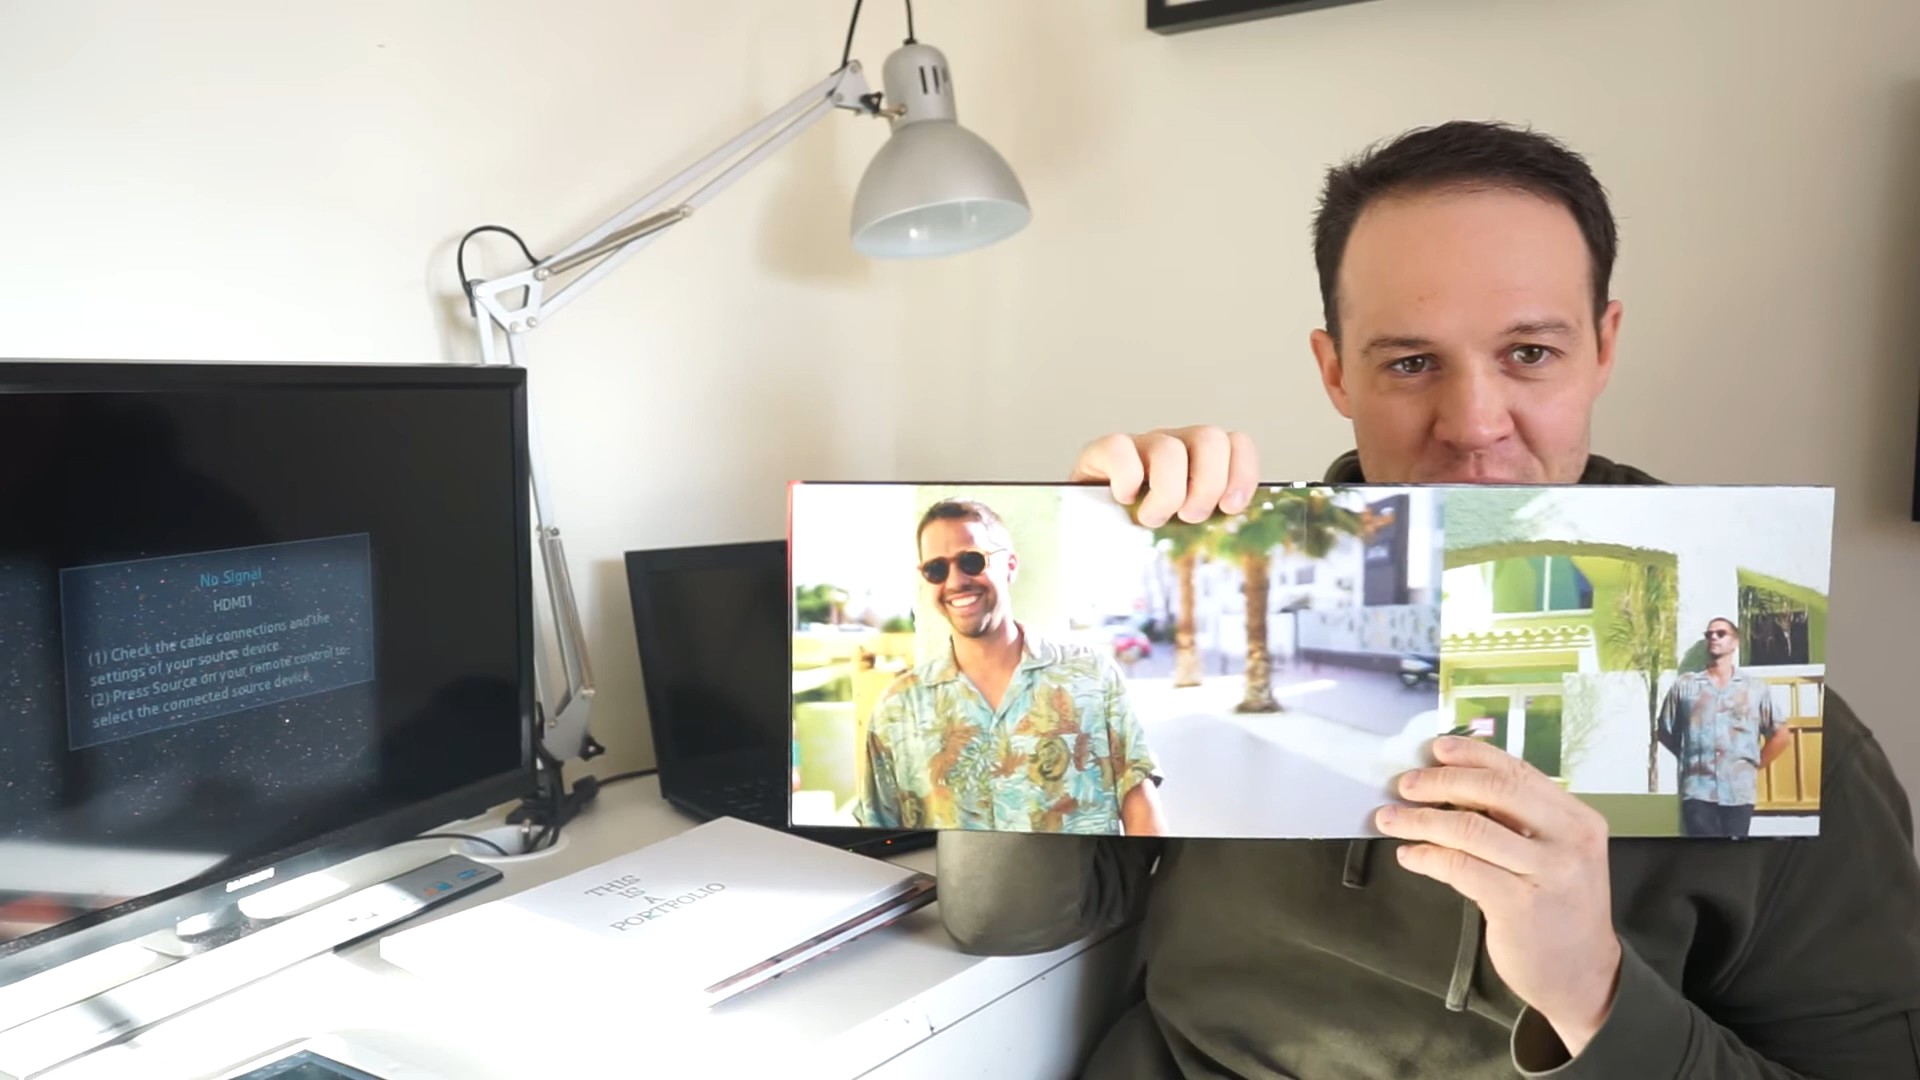 No Signal
HDMI1
(1) Check the cable connections and the
settings of your source device.
(2) Press Source on your remote control to
select the connected source device.
SAMSUNG
THIS
IS
A
PORTFOLIO